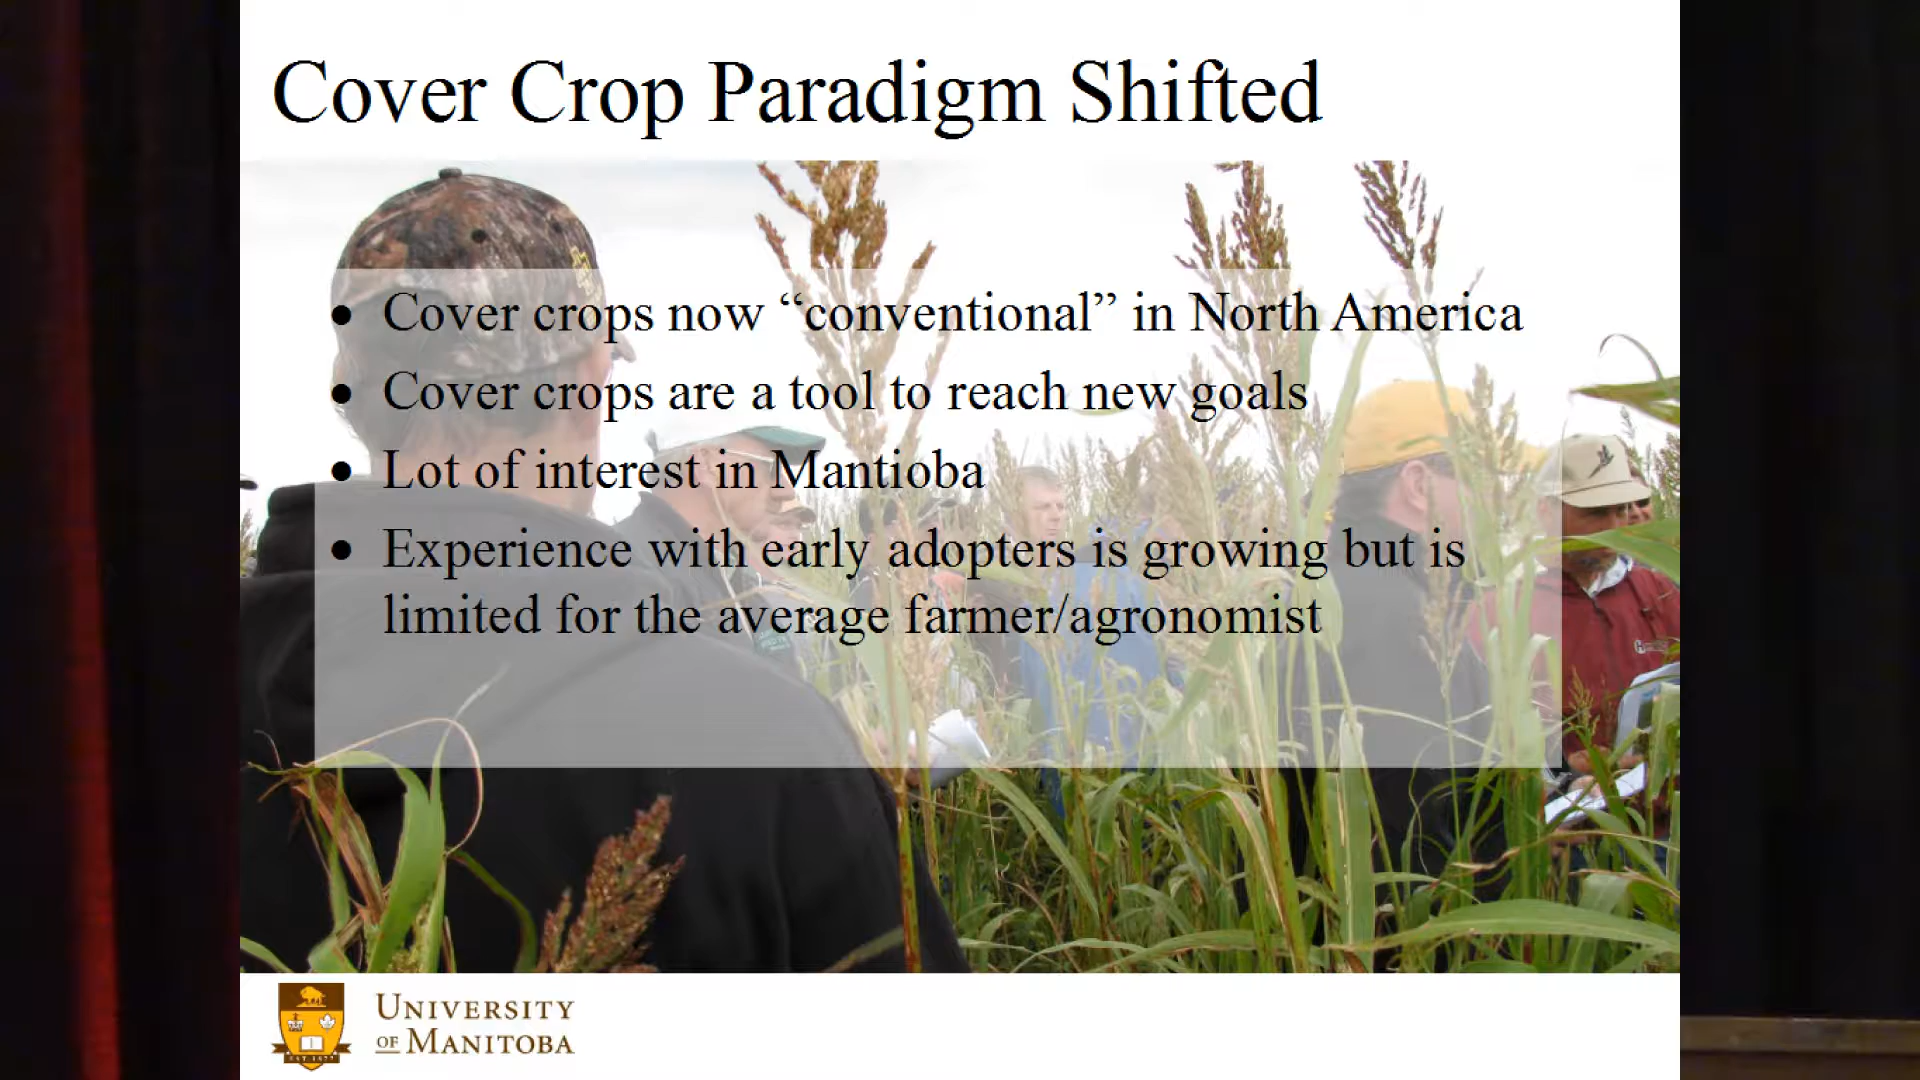 Cover Crop Paradigm Shifted
• Cover crops now “conventional” in North America
• Cover crops are a tool to reach new goals
• Lot of interest in Mantioba
• Experience with early adopters is growing but is
limited for the average farmer/agronomist
UNIVERSITY
OF MANITOBA
EST. 1877